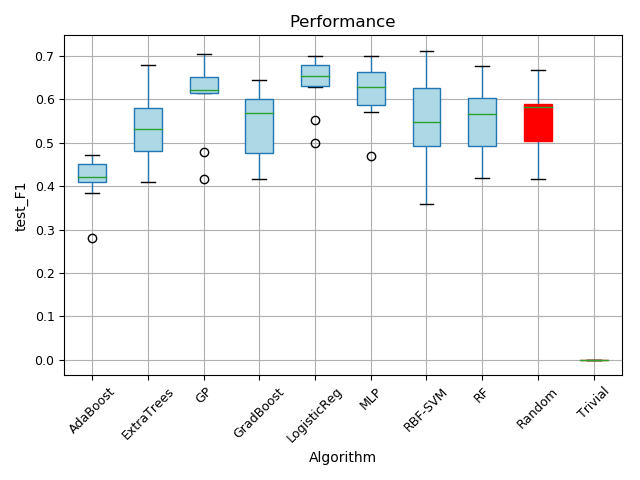 Performance
test_F1
0.7
0.6
0.5
0.4
0.3
0.2
0.1
0.0
AdaBoost
ExtraTrees
GP
GradBoost
LogisticReg
MLP
RBF-SVM
RF
Random
Trivial
Algorithm